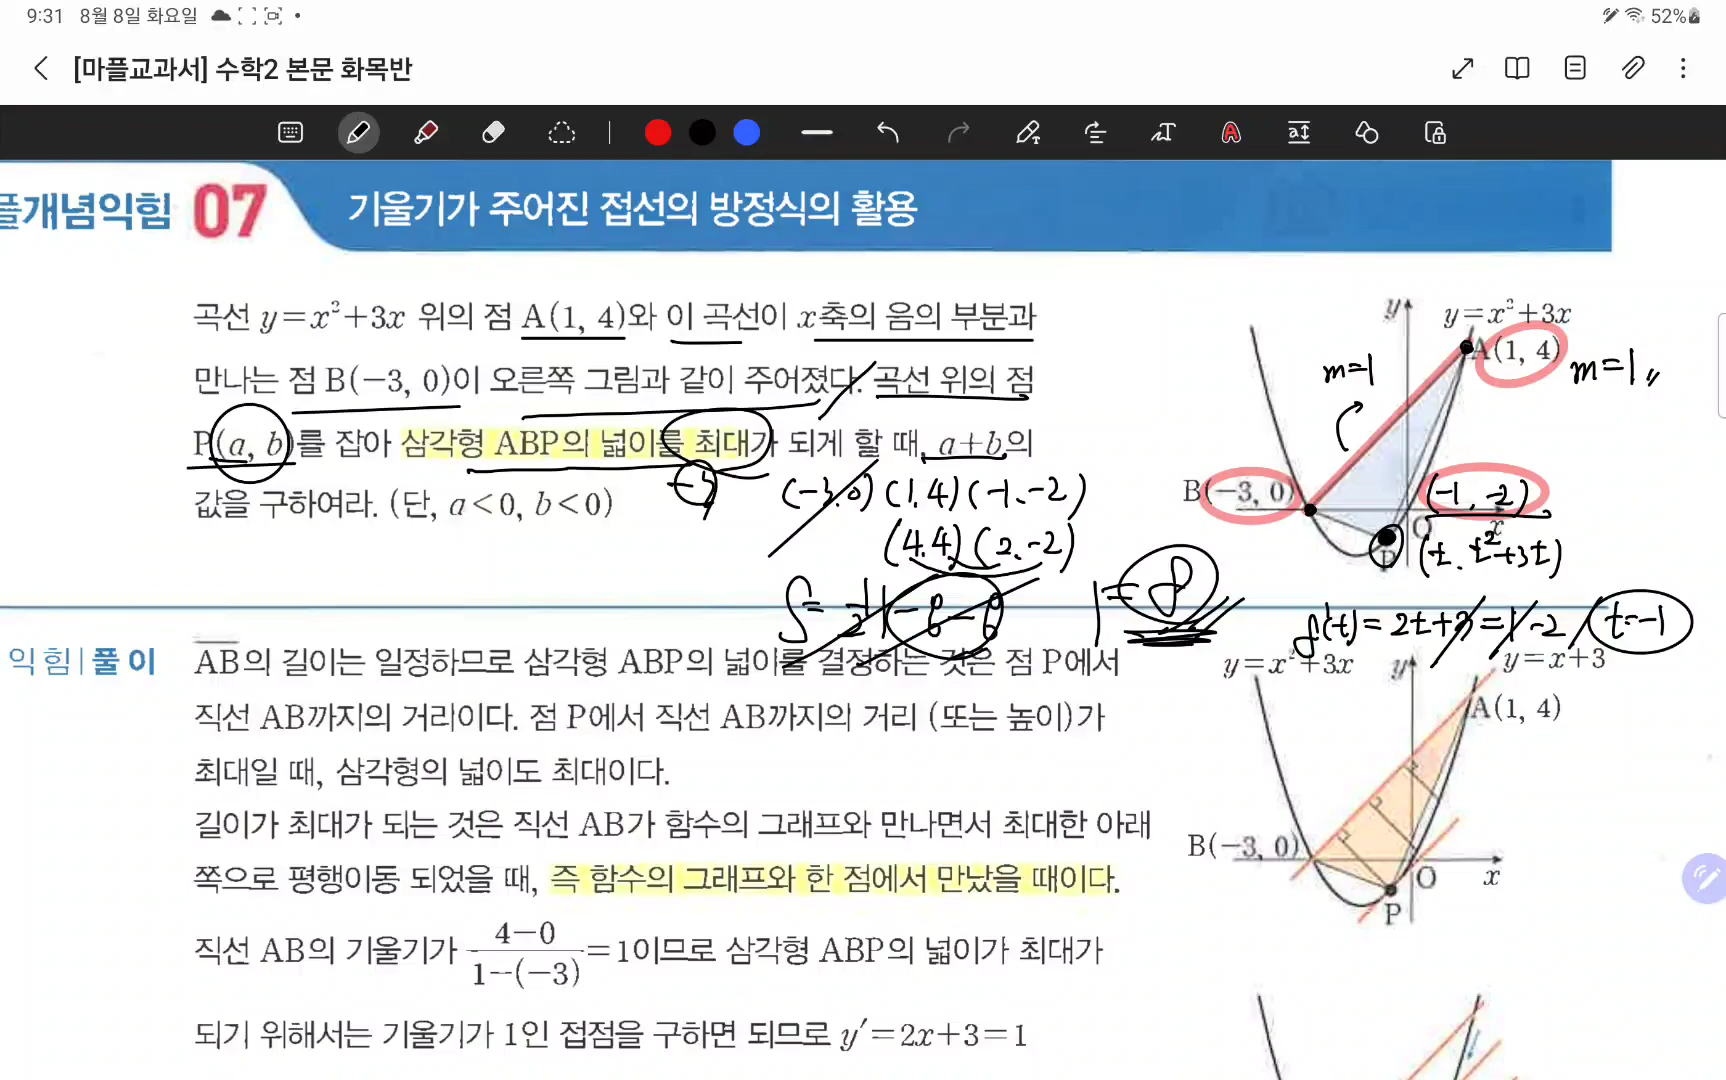 9:31 8월 8일 화요일
52%
[마플교과서] 수학2 본문 화목반
플개념익힘 07 기울기가 주어진 접선의 방정식의 활용
곡선 y=x²+3x 위의 점 A(1, 4)와 이 곡선이 x축의 음의 부분과
만나는 점 B(−3, 0)이 오른쪽 그림과 같이 주어졌다. 곡선 위의 점
P(a, b)를 잡아 삼각형 ABP의 넓이를 최대가 되게 할 때, a+b의
값을 구하여라. (단, a<0, b<0)
-3
(-3.0) (1.4) (-1.-2)
(4.4) (2.-2)
S= ½|-8-8|=8
y
y=x²+3x
A(1, 4)
m=1
m=1
B(−3, 0)
(-1, -2)
O
x
P
(t. t²+3t)
f'(t)= 2t+3=1 -2 t=-1
익힘|풀이
AB의 길이는 일정하므로 삼각형 ABP의 넓이를 결정하는 것은 점 P에서
직선 AB까지의 거리이다. 점 P에서 직선 AB까지의 거리 (또는 높이)가
최대일 때, 삼각형의 넓이도 최대이다.
길이가 최대가 되는 것은 직선 AB가 함수의 그래프와 만나면서 최대한 아래
쪽으로 평행이동 되었을 때, 즉 함수의 그래프와 한 점에서 만났을 때이다.
직선 AB의 기울기가 4−0/1−(−3)=1이므로 삼각형 ABP의 넓이가 최대가
되기 위해서는 기울기가 1인 접점을 구하면 되므로 y′=2x+3=1
y=x²+3x
y
y=x+3
A(1, 4)
B(−3, 0)
O
x
P